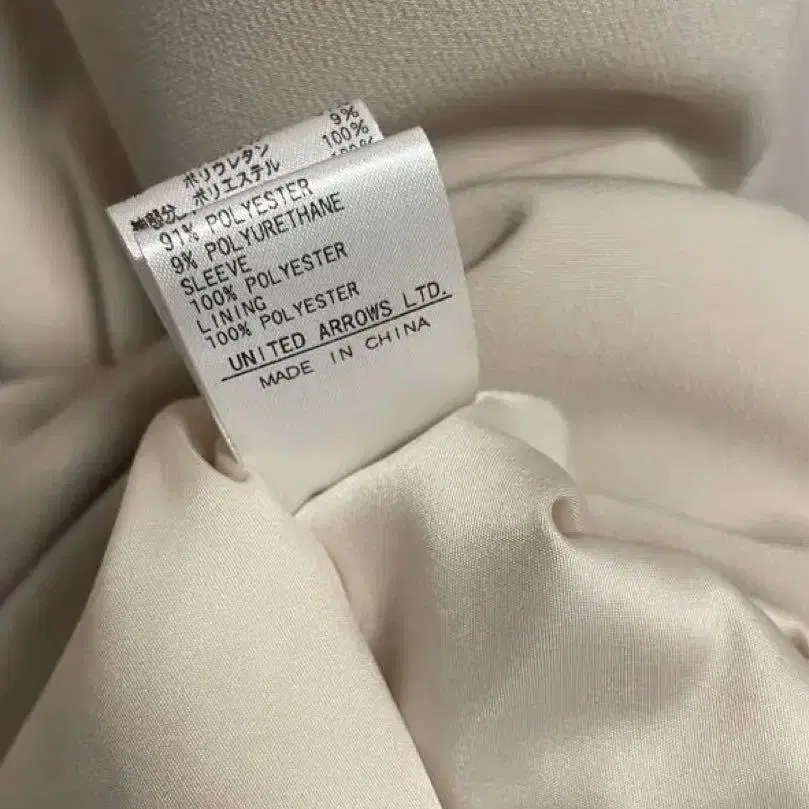 9%
ポリウレタン 100%
ポリエステル
91% POLYESTER
9% POLYURETHANE
SLEEVE
100% POLYESTER
LINING
100% POLYESTER
UNITED ARROWS LTD.
MADE IN CHINA